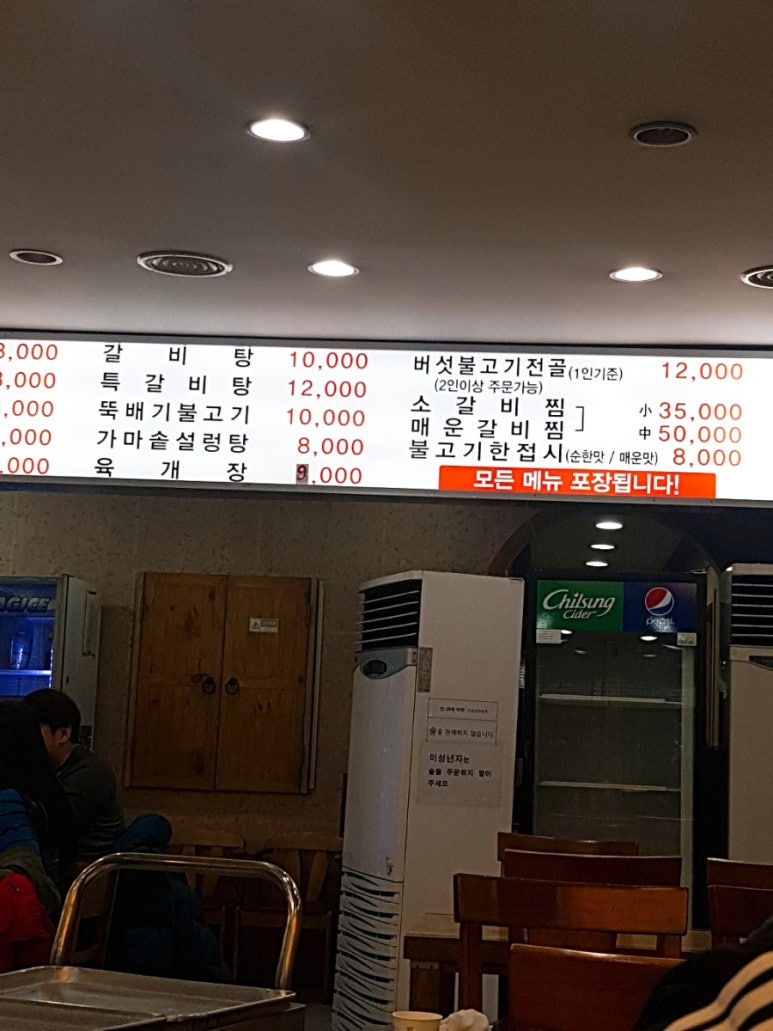 갈비탕 10,000
특갈비탕 12,000
뚝배기불고기 10,000
가마솥설렁탕 8,000
육개장 9,000
버섯불고기전골(1인기준) 12,000
(2인이상 주문가능)
소갈비찜 小 35,000
매운갈비찜 中 50,000
불고기한접시(순한맛 / 매운맛) 8,000
모든 메뉴 포장됩니다!
Chilsung
Cider
pepsi
판매하지 않습니다
미성년자는
술을 주문하지 말아
주세요